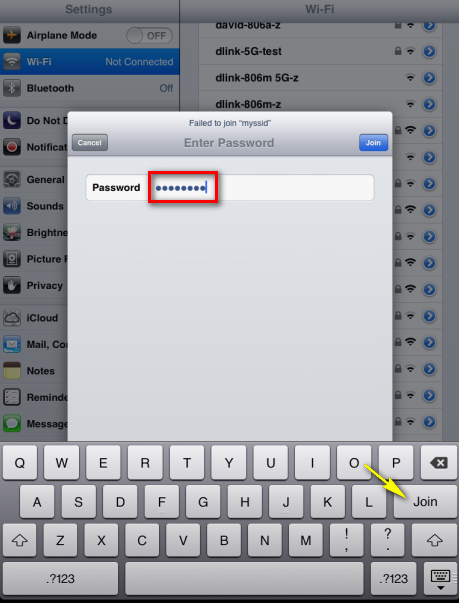 Settings
Wi-Fi
david-806a-z
Airplane Mode
OFF
dlink-5G-test
Wi-Fi
Not Connected
dlink-806m 5G-z
Bluetooth
Off
dlink-806m-z
Do Not D
Failed to join "myssid"
Cancel
Enter Password
Join
Notificat
General
Password
Sounds
Brightne
Picture F
Privacy
iCloud
Mail, Co
Notes
Reminde
Message
Q W E R T Y U I O P
A S D F G H J K L Join
Z X C V B N M ! , ? .
.?123
.?123